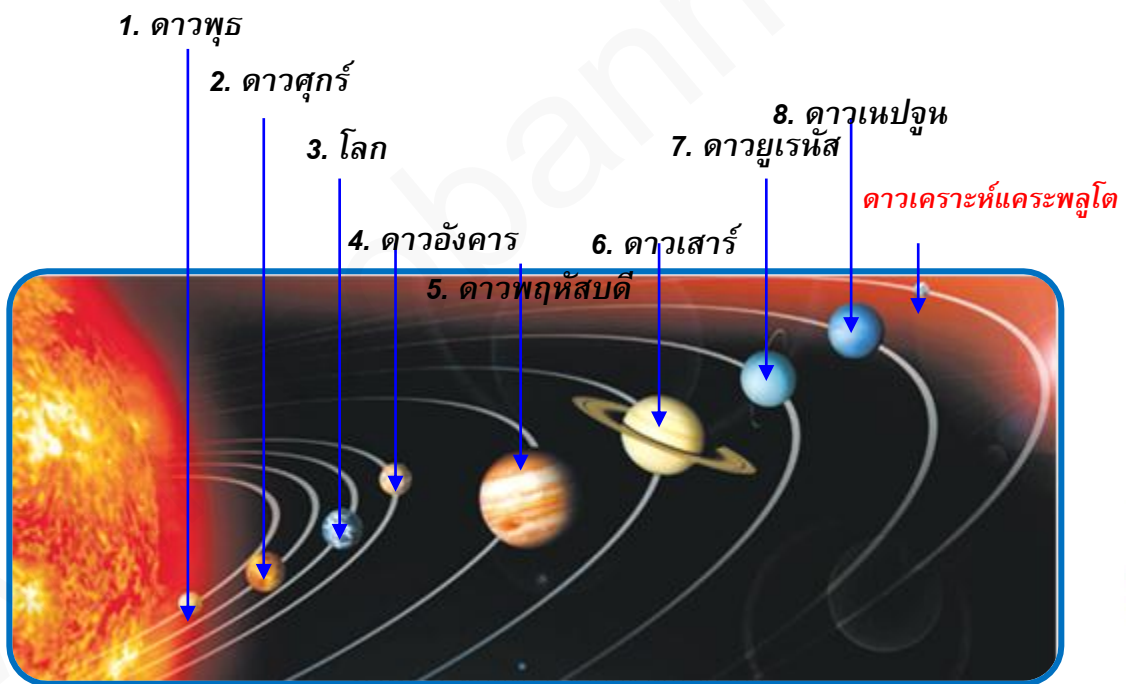 1. ดาวพุธ
2. ดาวศุกร์
3. โลก
4. ดาวอังคาร
5. ดาวพฤหัสบดี
6. ดาวเสาร์
7. ดาวยูเรนัส
8. ดาวเนปจูน
ดาวเคราะห์แคระพลูโต